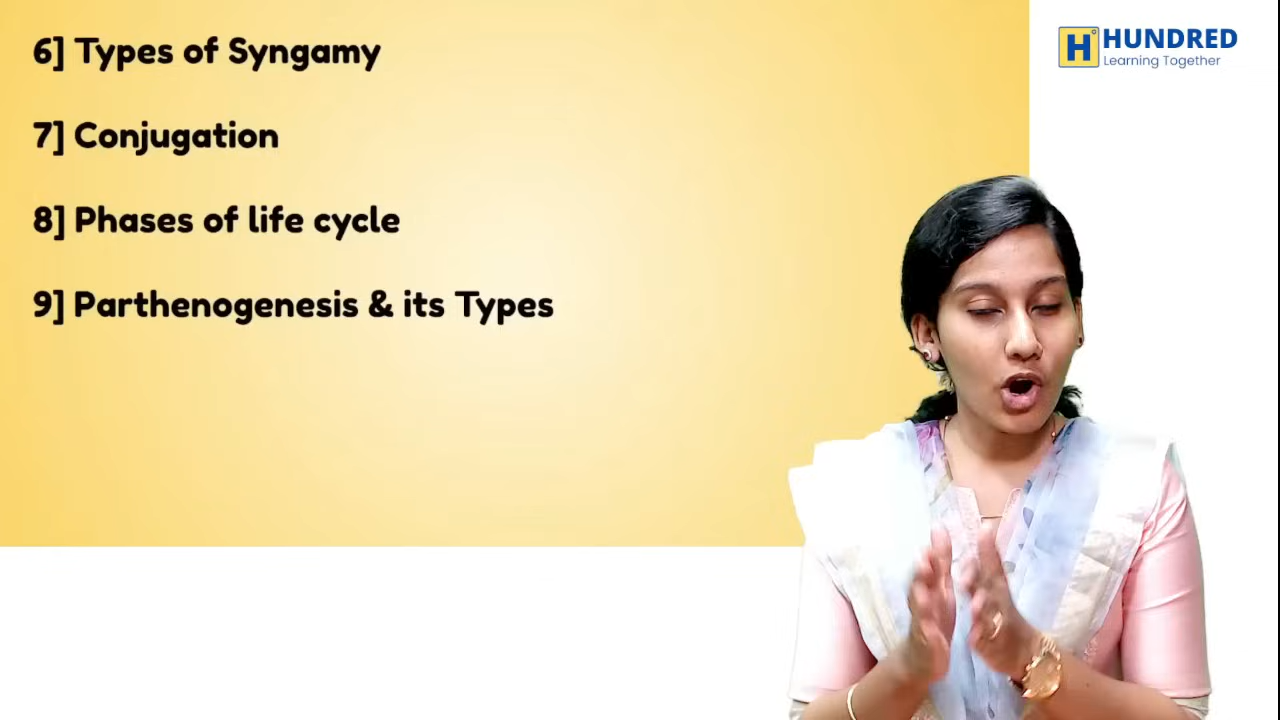 6] Types of Syngamy
7] Conjugation
8] Phases of life cycle
9] Parthenogenesis & its Types
H° HUNDRED
Learning Together